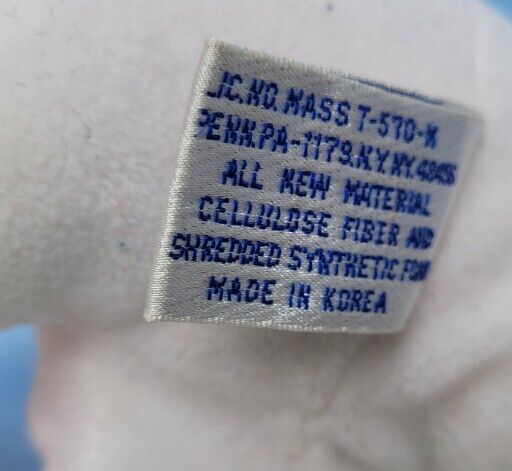 LIC. NO. MASS T-570-K
PENN.PA-1179.N.Y. NY.
ALL NEW MATERIAL
CELLULOSE FIBER AND
SHREDDED SYNTHETIC FOAM
MADE IN KOREA